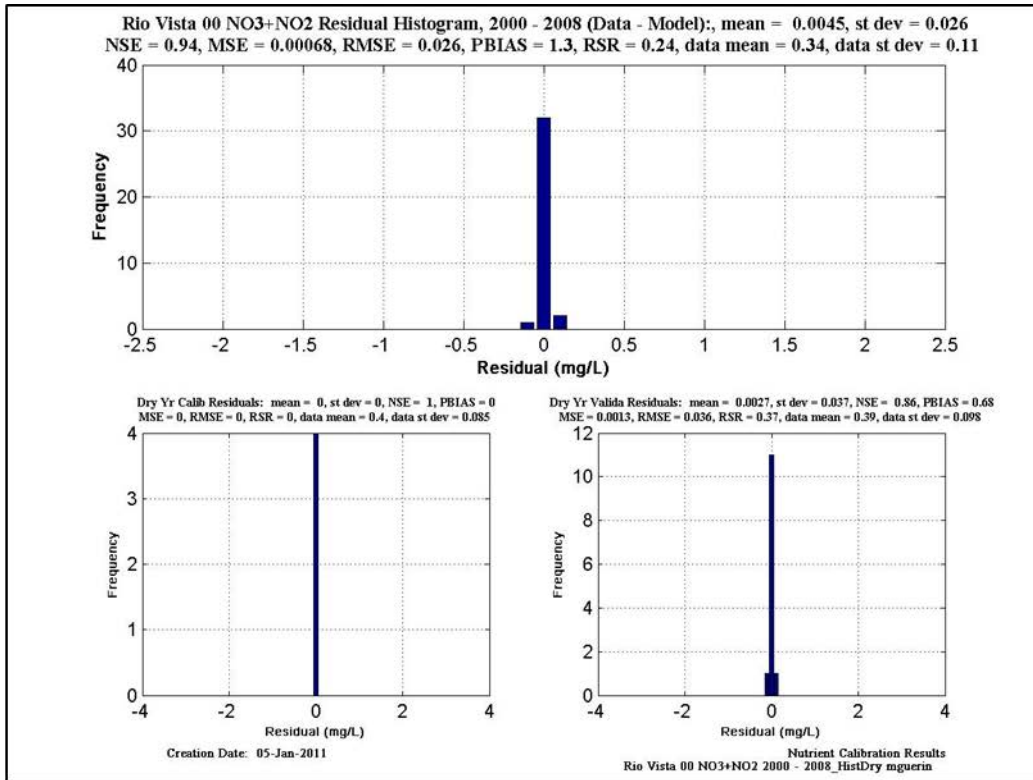 Rio Vista 00 NO3+NO2 Residual Histogram, 2000 - 2008 (Data - Model):, mean = 0.0045, st dev = 0.026
NSE = 0.94, MSE = 0.00068, RMSE = 0.026, PBIAS = 1.3, RSR = 0.24, data mean = 0.34, data st dev = 0.11
40
30
20
10
0
Frequency
-2.5 -2 -1.5 -1 -0.5 0 0.5 1 1.5 2 2.5
Residual (mg/L)
Dry Yr Calib Residuals: mean = 0, st dev = 0, NSE = 1, PBIAS = 0
MSE = 0, RMSE = 0, RSR = 0, data mean = 0.4, data st dev = 0.085
4
3
2
1
0
Frequency
-4 -2 0 2 4
Residual (mg/L)
Dry Yr Valida Residuals: mean = 0.0027, st dev = 0.037, NSE = 0.86, PBIAS = 0.68
MSE = 0.0013, RMSE = 0.036, RSR = 0.37, data mean = 0.39, data st dev = 0.098
12
10
8
6
4
2
0
Frequency
-4 -2 0 2 4
Residual (mg/L)
Creation Date: 05-Jan-2011
Nutrient Calibration Results
Rio Vista 00 NO3+NO2 2000 - 2008_HistDry mguerin